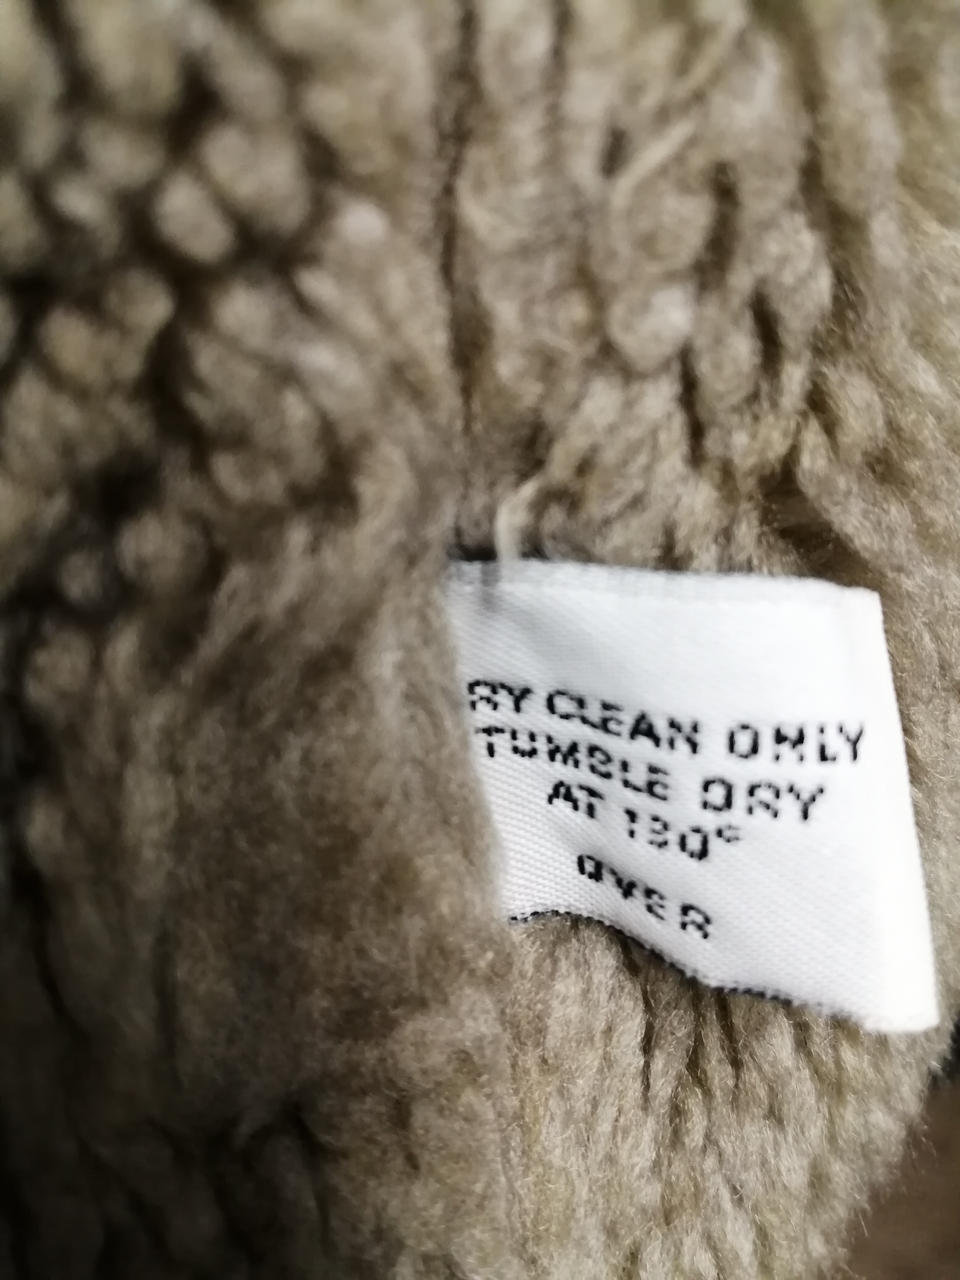 RY CLEAN ONLY
TUMBLE DRY
AT 130°
OVER